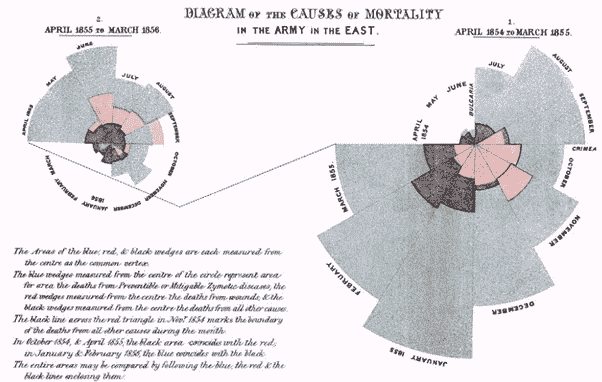 DIAGRAM OF THE CAUSES OF MORTALITY
IN THE ARMY IN THE EAST.
2.
APRIL 1855 TO MARCH 1856.
1.
APRIL 1854 TO MARCH 1855.
APRIL 1855
MAY
JUNE
JULY
AUGUST
SEPTEMBER
OCTOBER
NOVEMBER
DECEMBER
JANUARY 1856
FEBRUARY
MARCH
APRIL 1854
MAY
JUNE
BULGARIA
JULY
AUGUST
SEPTEMBER
CRIMEA
OCTOBER
NOVEMBER
DECEMBER
JANUARY 1855
FEBRUARY
MARCH 1855.
The Areas of the blue, red, & black wedges are each measured from
the centre as the common vertex.
The blue wedges measured from the centre of the circle represent area
for area the deaths from Preventible or Mitigable Zymotic diseases, the
red wedges measured from the centre the deaths from wounds, & the
black wedges measured from the centre the deaths from all other causes.
The black line across the red triangle in Novr. 1854 marks the boundary
of the deaths from all other causes during the month.
In October 1854, & April 1855, the black area coincides with the red,
in January & February 1856, the blue coincides with the black.
The entire areas may be compared by following the blue, the red & the
black lines enclosing them.